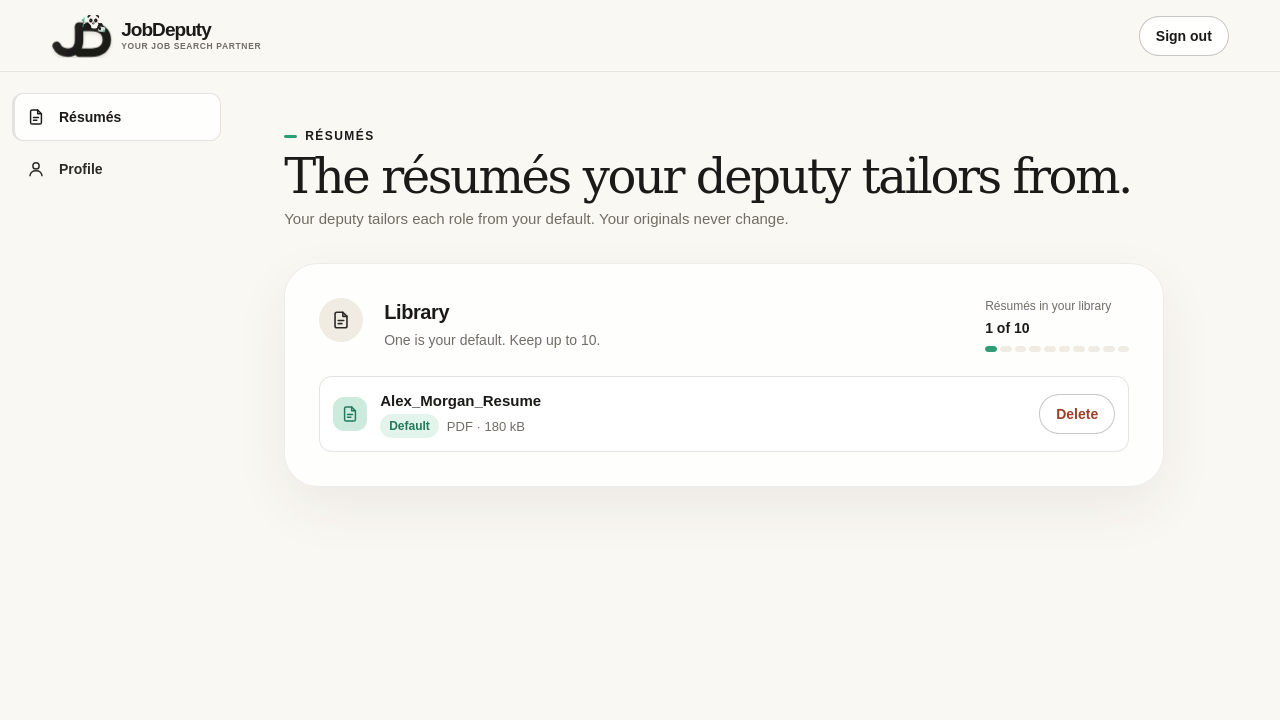 JobDeputy
YOUR JOB SEARCH PARTNER
Sign out
Résumés
Profile
RÉSUMÉS
The résumés your deputy tailors from.
Your deputy tailors each role from your default. Your originals never change.
Library
One is your default. Keep up to 10.
Résumés in your library
1 of 10
Alex_Morgan_Resume
Default PDF · 180 kB
Delete